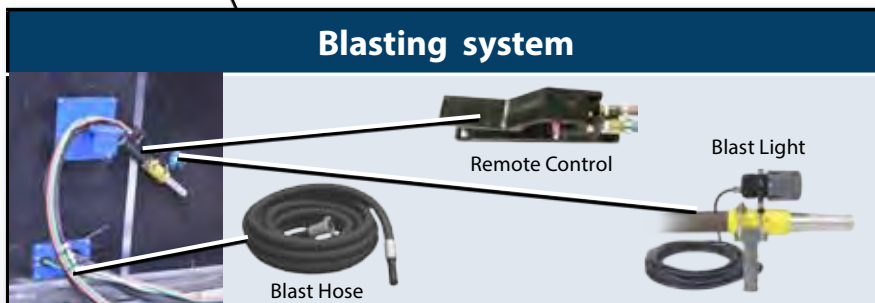 Blasting system
Remote Control
Blast Light
Blast Hose